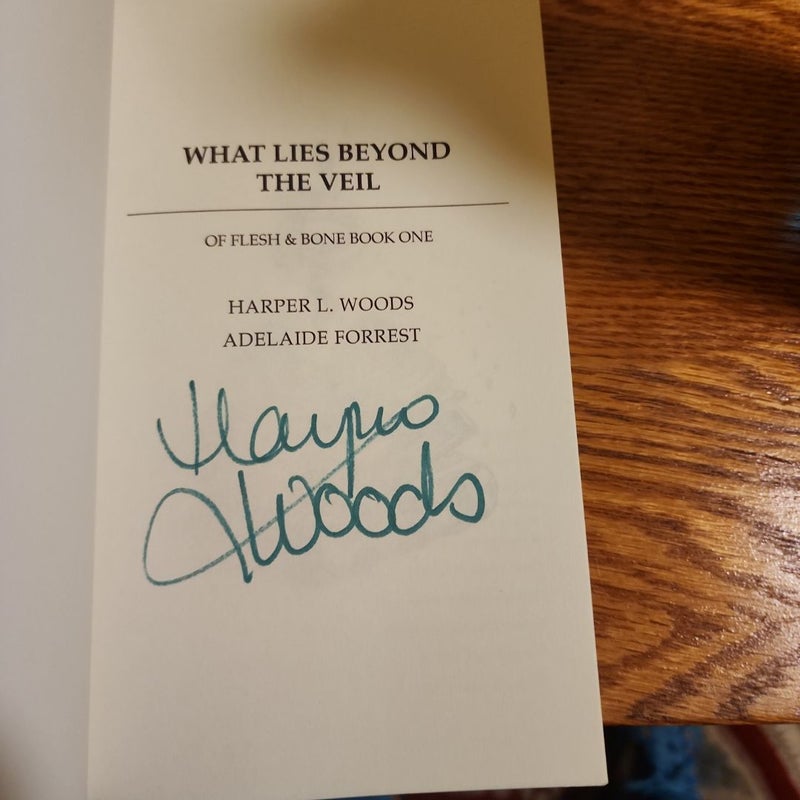 WHAT LIES BEYOND
THE VEIL
OF FLESH & BONE BOOK ONE
HARPER L. WOODS
ADELAIDE FORREST
Harper
Woods